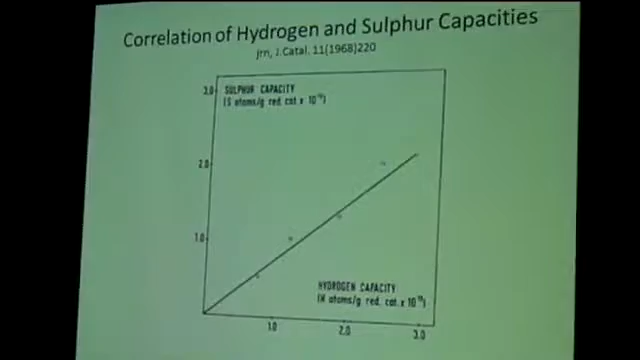 Correlation of Hydrogen and Sulphur Capacities
jrn, J.Catal. 11(1968)220
3.0
SULPHUR CAPACITY
(S atoms/g red. cat x 10
2.0
1.0
HYDROGEN CAPACITY
(H atoms/g red. cat. x 10
1.0
2.0
3.0